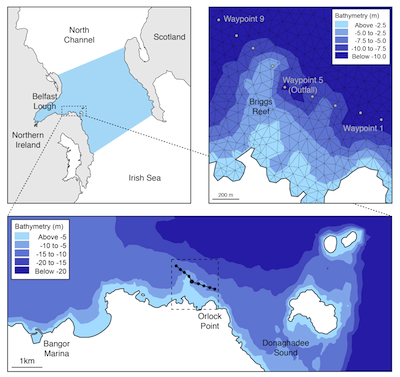 North
Channel
Scotland
Belfast
Lough
Northern
Ireland
Irish Sea
Bathymetry (m)
Above -2.5
-5.0 to -2.5
-7.5 to -5.0
-10.0 to -7.5
Below -10.0
Waypoint 9
Waypoint 5
(Outfall)
Briggs
Reef
Waypoint 1
200 m
Bathymetry (m)
Above -5
-10 to -5
-15 to -10
-20 to -15
Below -20
Orlock
Point
Bangor
Marina
Donaghadee
Sound
1km